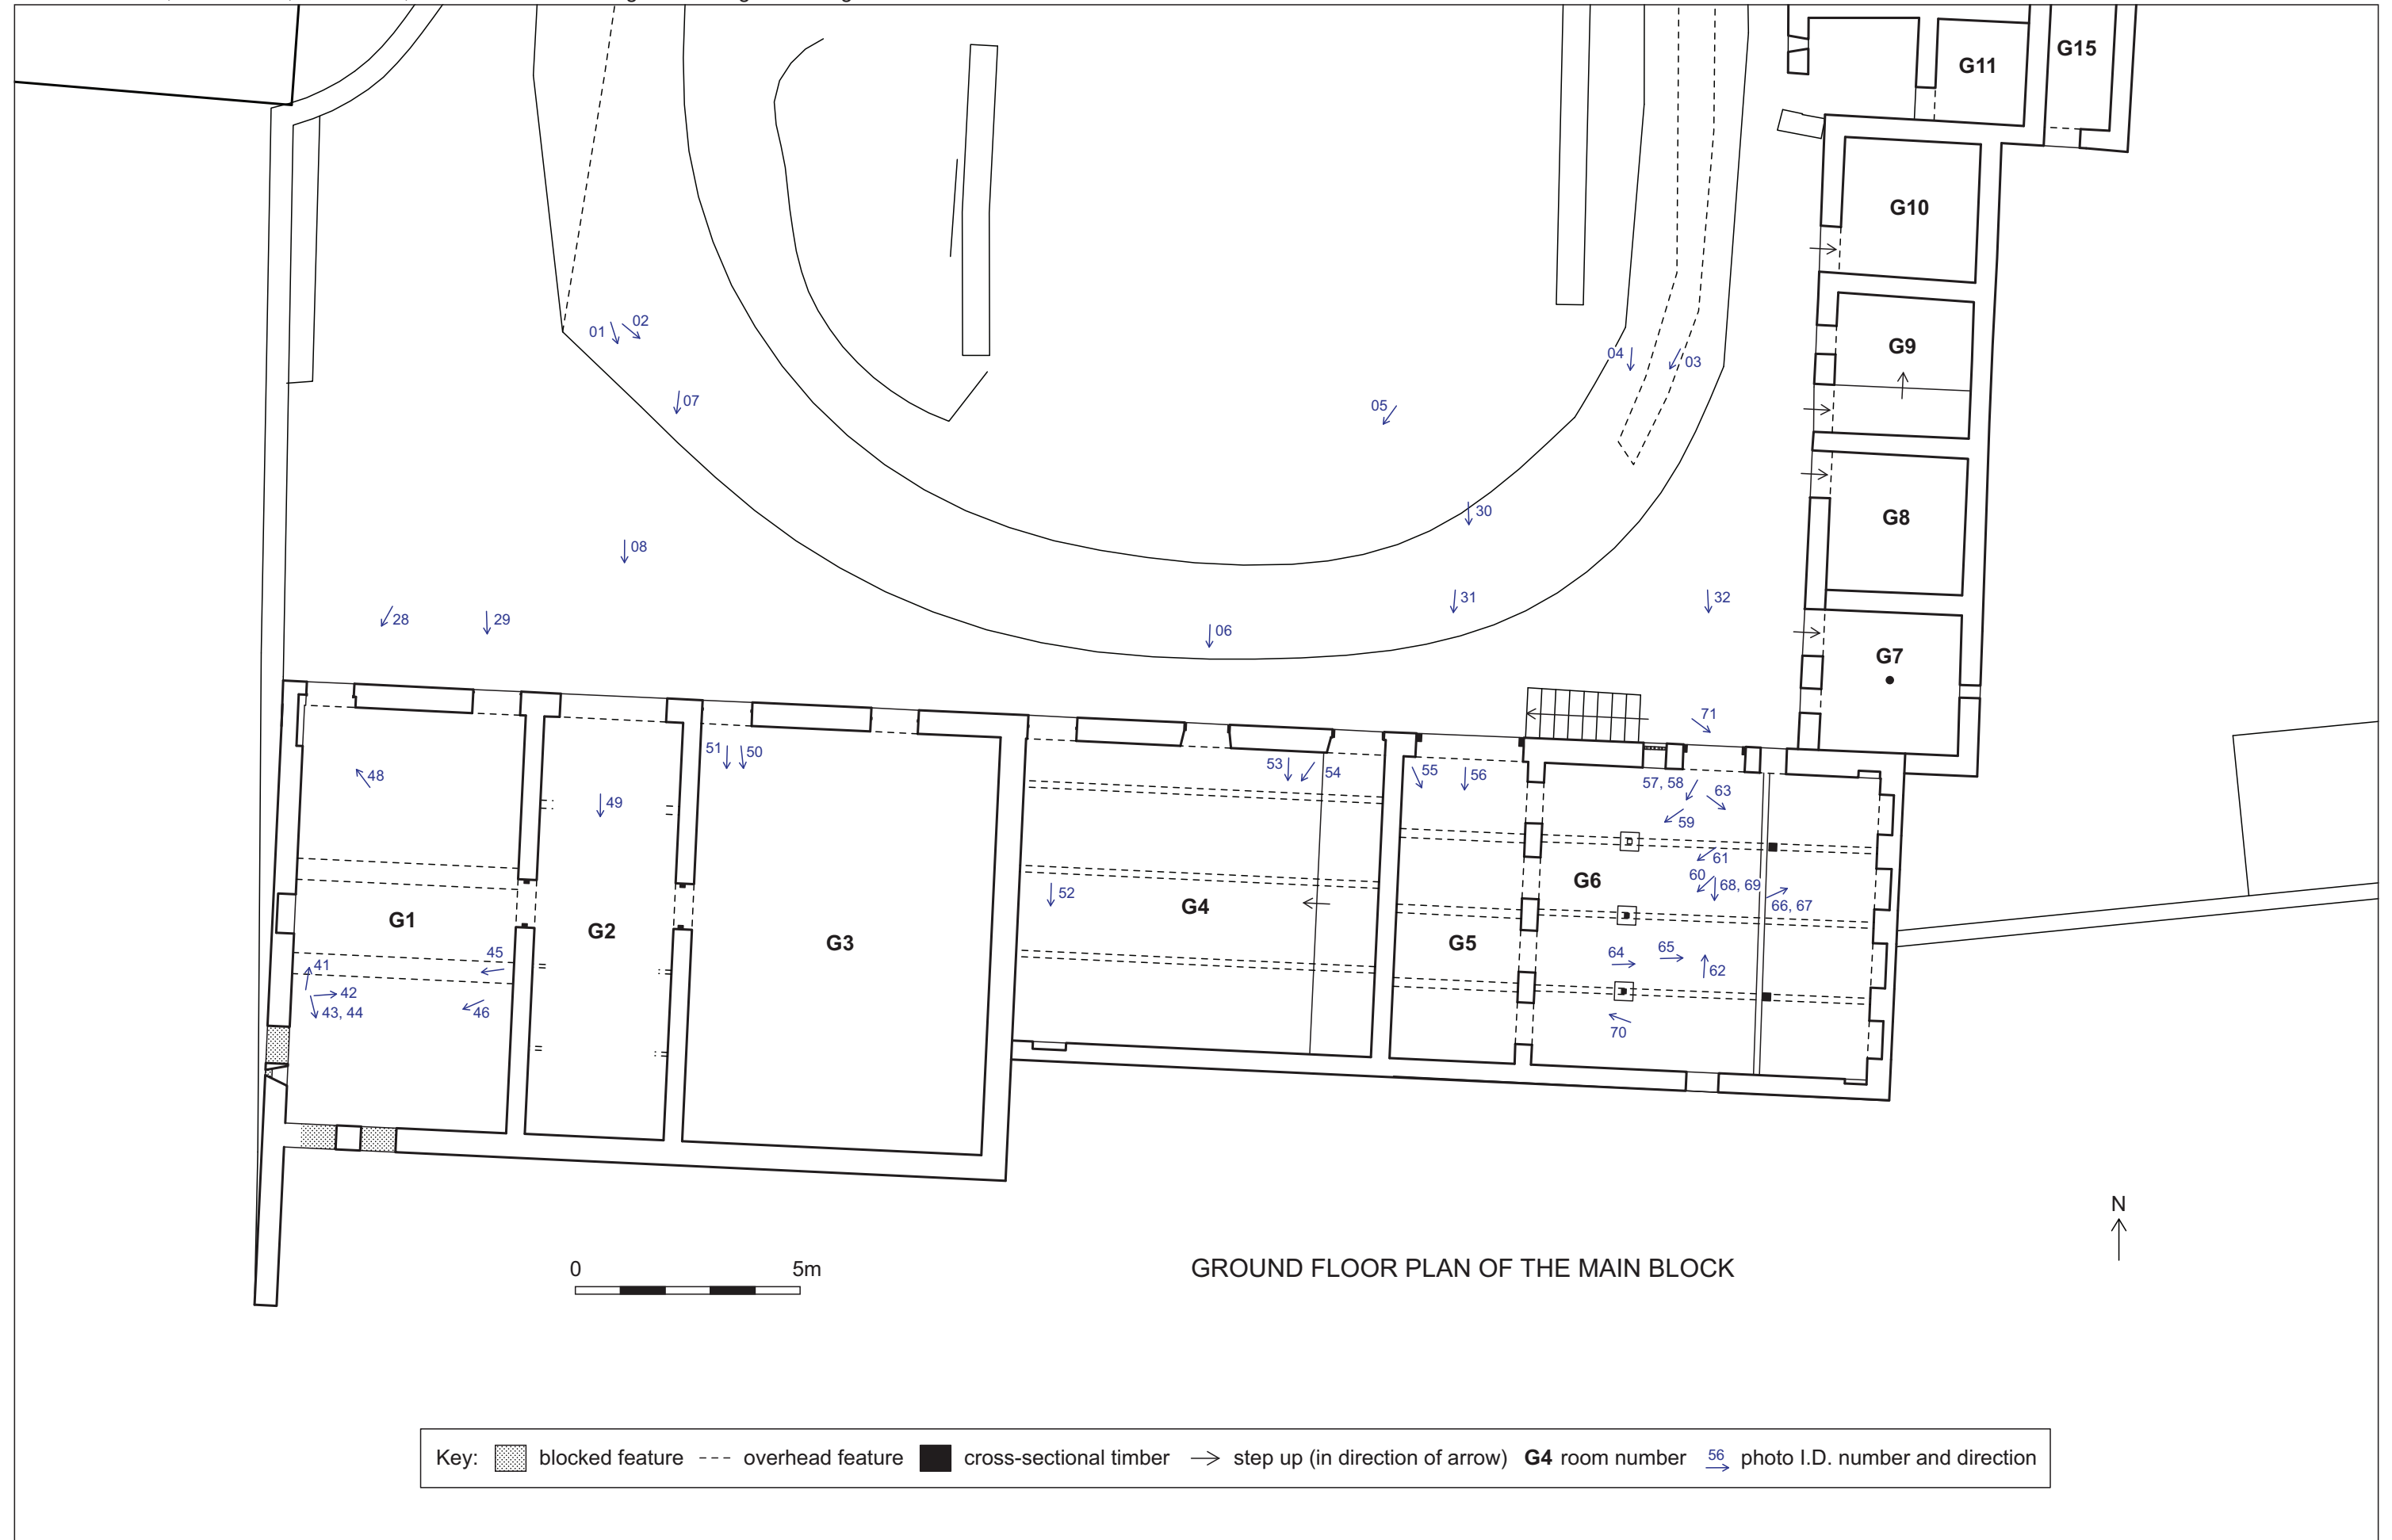 G11
G15
G10
01
02
G9
04
03
07
05
30
G8
08
31
32
28
29
06
G7
71
51
50
53
54
55
56
57, 58
63
48
49
59
61
60
68, 69
G6
52
66, 67
G4
G1
G2
G3
G5
45
64
65
41
62
42
43, 44
46
70
N
0
5m
GROUND FLOOR PLAN OF THE MAIN BLOCK
Key: blocked feature overhead feature cross-sectional timber step up (in direction of arrow) G4 room number 56 photo I.D. number and direction